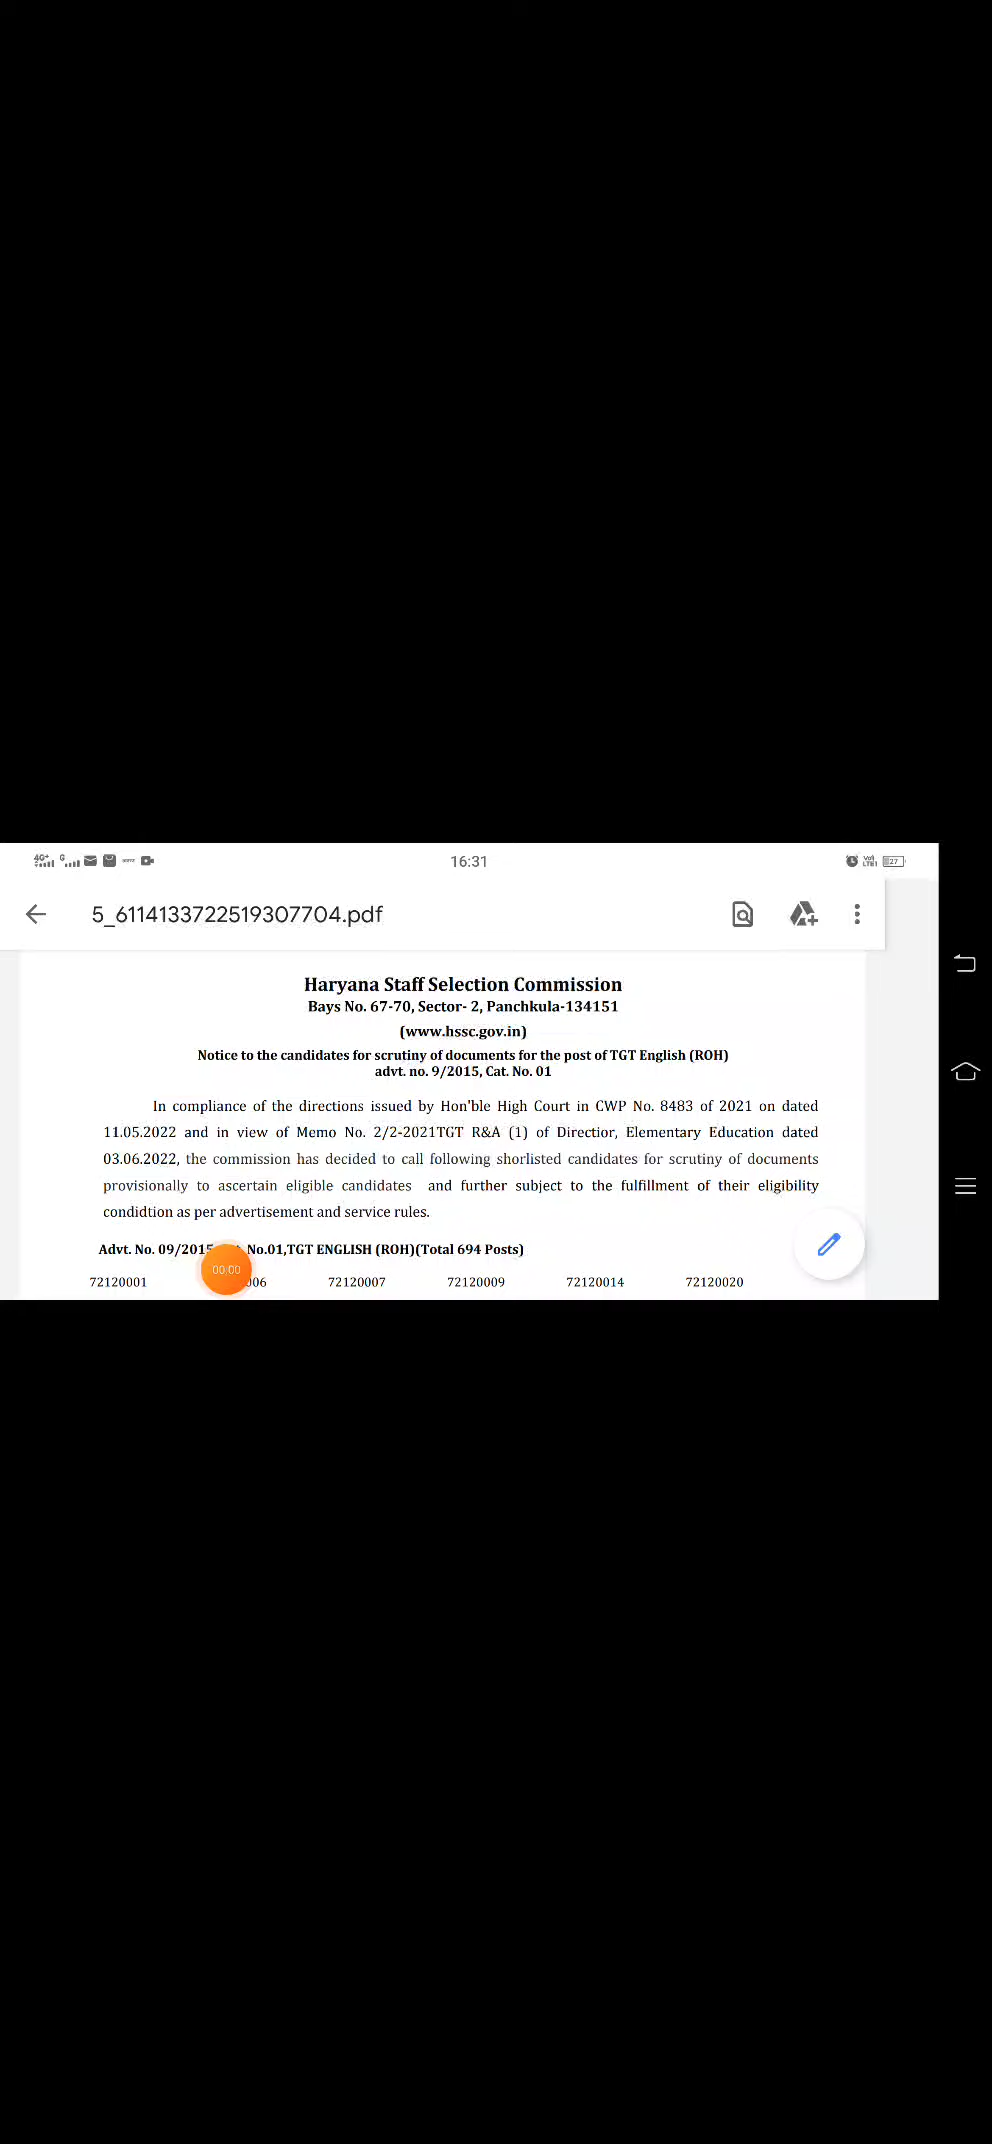 4G+ G 16:31 Vo) LTE1 27
5_6114133722519307704.pdf
Haryana Staff Selection Commission
Bays No. 67-70, Sector- 2, Panchkula-134151
(www.hssc.gov.in)
Notice to the candidates for scrutiny of documents for the post of TGT English (ROH)
advt. no. 9/2015, Cat. No. 01
In compliance of the directions issued by Hon'ble High Court in CWP No. 8483 of 2021 on dated
11.05.2022 and in view of Memo No. 2/2-2021TGT R&A (1) of Directior, Elementary Education dated
03.06.2022, the commission has decided to call following shorlisted candidates for scrutiny of documents
provisionally to ascertain eligible candidates and further subject to the fulfillment of their eligibility
condidtion as per advertisement and service rules.
Advt. No. 09/2015 No.01,TGT ENGLISH (ROH)(Total 694 Posts)
00:00
72120001 06 72120007 72120009 72120014 72120020